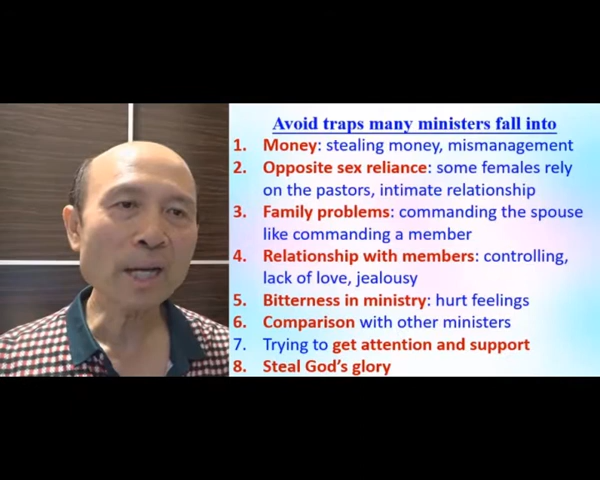 Avoid traps many ministers fall into
1. Money: stealing money, mismanagement
2. Opposite sex reliance: some females rely
on the pastors, intimate relationship
3. Family problems: commanding the spouse
like commanding a member
4. Relationship with members: controlling,
lack of love, jealousy
5. Bitterness in ministry: hurt feelings
6. Comparison with other ministers
7. Trying to get attention and support
8. Steal God's glory